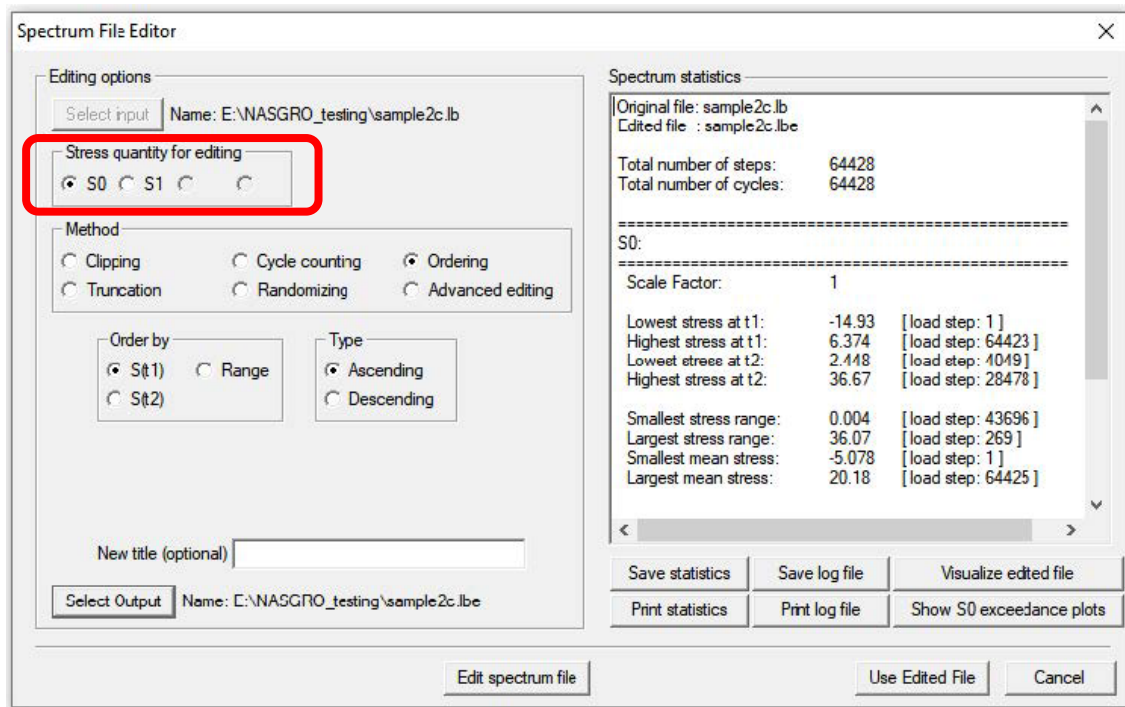 Spectrum File Editor
Editing options
Select input Name: E:\NASGRO_testing\sample2c.lb
Stress quantity for editing
S0 S1
Method
Clipping Cycle counting Ordering
Truncation Randomizing Advanced editing
Order by
S(t1) Range
S(t2)
Type
Ascending
Descending
New title (optional)
Select Output Name: E:\NASGRO_testing\sample2c.lbe
Spectrum statistics
Original file: sample2c.lb
Edited file : sample2c.lbe
Total number of steps: 64428
Total number of cycles: 64428
=================================================
S0:
=================================================
Scale Factor: 1
Lowest stress at t1: -14.93 [ load step: 1 ]
Highest stress at t1: 6.374 [ load step: 64423 ]
Lowest stress at t2: 2.448 [ load step: 4049 ]
Highest stress at t2: 36.67 [ load step: 28478 ]
Smallest stress range: 0.004 [ load step: 43696 ]
Largest stress range: 36.07 [ load step: 269 ]
Smallest mean stress: -5.078 [ load step: 1 ]
Largest mean stress: 20.18 [ load step: 64425 ]
Save statistics Save log file Visualize edited file
Print statistics Print log file Show S0 exceedance plots
Edit spectrum file Use Edited File Cancel